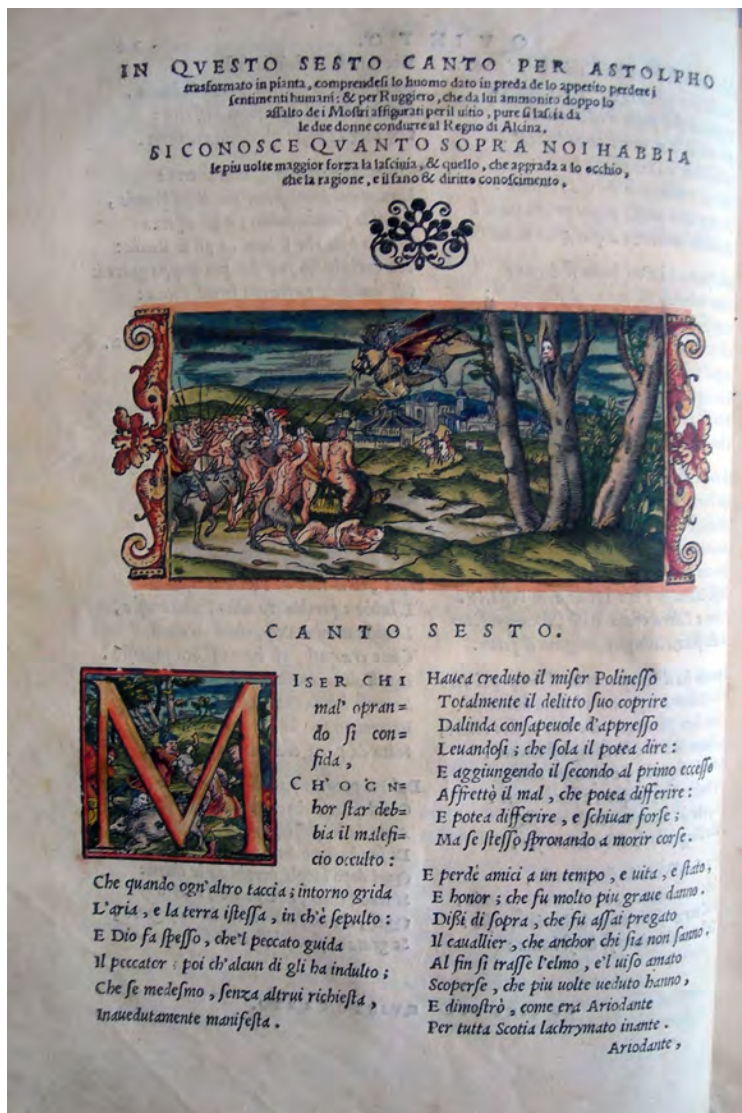 IN QVESTO SESTO CANTO PER ASTOLPHO
trasformato in pianta, comprendesi lo huomo dato in preda de lo appetito perdere i
sentimenti humani: & per Ruggiero, che da lui ammonito doppo lo
assalto de i Mostri affigurati per il uitio, pure si lascia da
le due donne condurre al Regno di Alcina.
SI CONOSCE QVANTO SOPRA NOI HABBIA
le piu uolte maggior forza la lasciuia, & quello, che aggrada a lo occhio,
che la ragione, e il sano & diritto conoscimento.
CANTO SESTO.
MISER CHI
mal' opran=
do si con=
fida,
CH'OGN=
hor star deb=
bia il malefi=
cio occulto:
Che quando ogn'altro taccia; intorno grida
L'aria, e la terra istessa, in ch'è sepulto:
E Dio fa spesso, che'l peccato guida
Il peccator; poi ch'alcun di gli ha indulto;
Che se medesmo, senza altrui richiesta,
Inauedutamente manifesta.
Hauea creduto il miser Polinesso
Totalmente il delitto suo coprire
Dalinda consapeuole d'appresso
Leuandosi; che sola il potea dire:
E aggiungendo il secondo al primo eccesso
Affrettò il mal, che potea differire:
E potea differire, e schiuar forse;
Ma se stesso spronando a morir corse.
E perdè amici a un tempo, e uita, e stato,
E honor; che fu molto piu graue danno.
Dissi di sopra, che fu assai pregato
Il cauallier, che anchor chi sia non sanno.
Al fin si trasse l'elmo, e'l uiso amato
Scoperse, che piu uolte ueduto hanno,
E dimostrò, come era Ariodante
Per tutta Scotia lachrymato inante.
Ariodante,